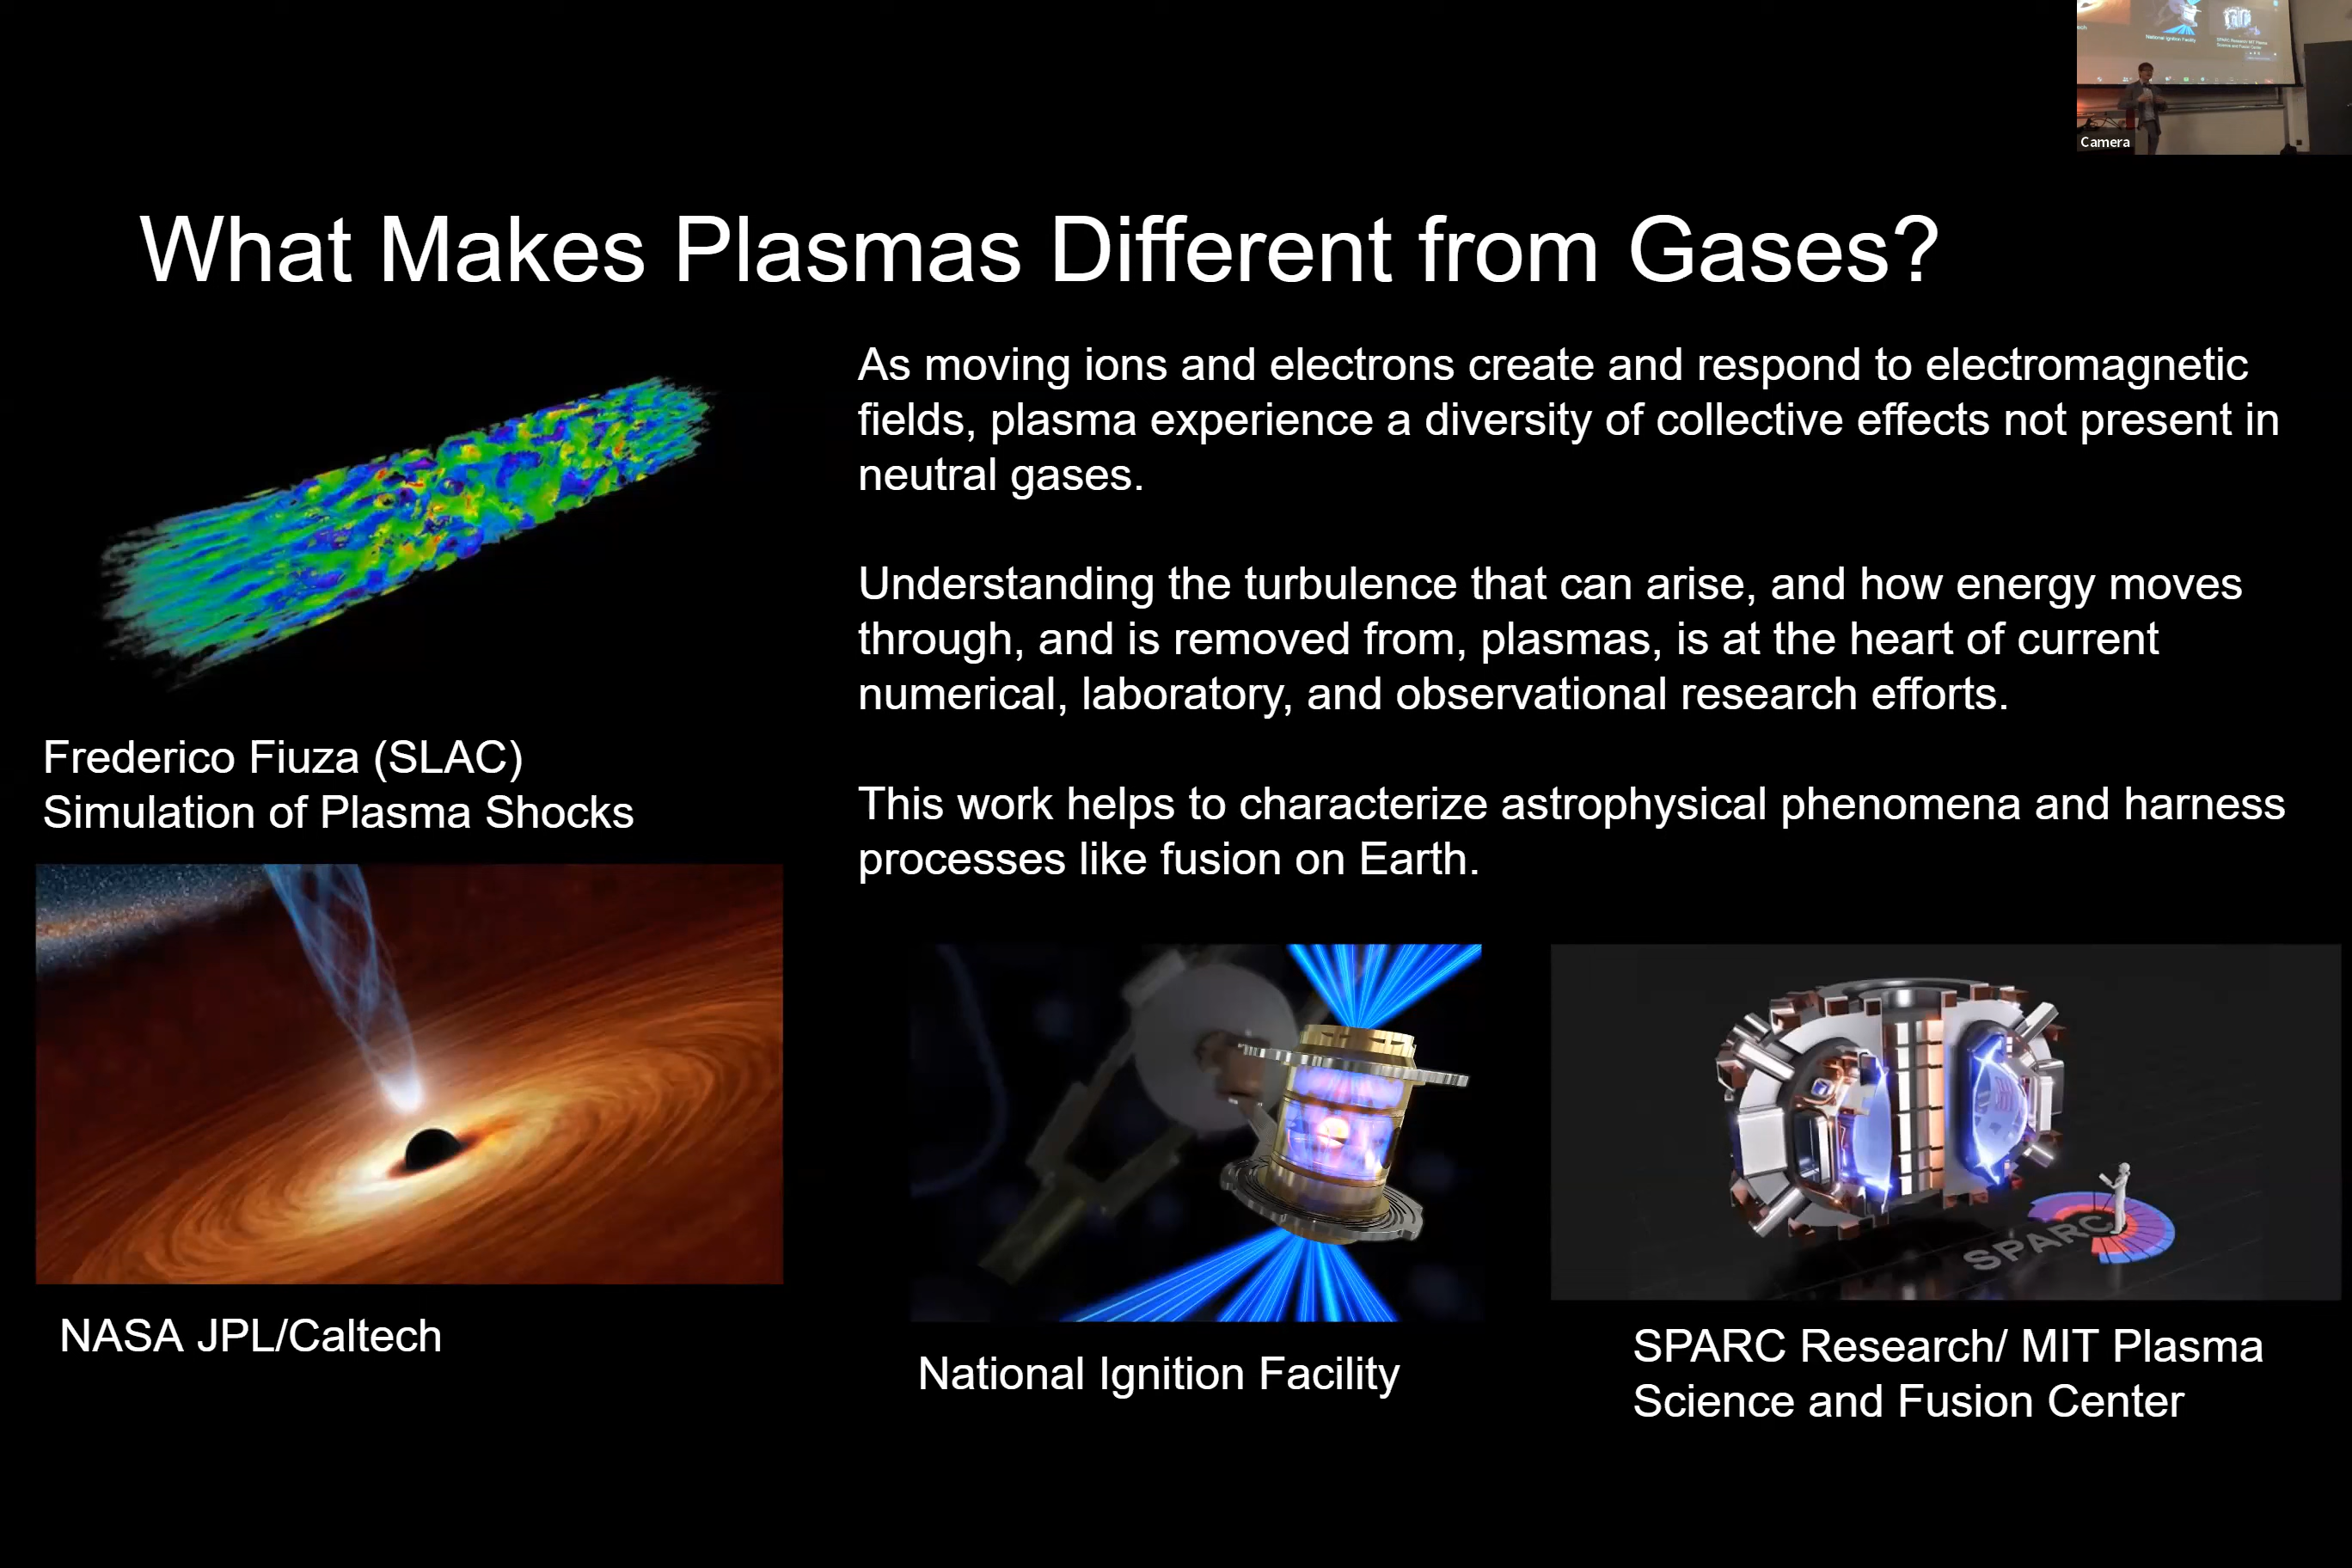 Camera
What Makes Plasmas Different from Gases?
As moving ions and electrons create and respond to electromagnetic
fields, plasma experience a diversity of collective effects not present in
neutral gases.
Understanding the turbulence that can arise, and how energy moves
through, and is removed from, plasmas, is at the heart of current
numerical, laboratory, and observational research efforts.
This work helps to characterize astrophysical phenomena and harness
processes like fusion on Earth.
Frederico Fiuza (SLAC)
Simulation of Plasma Shocks
NASA JPL/Caltech
National Ignition Facility
SPARC
SPARC Research/ MIT Plasma
Science and Fusion Center